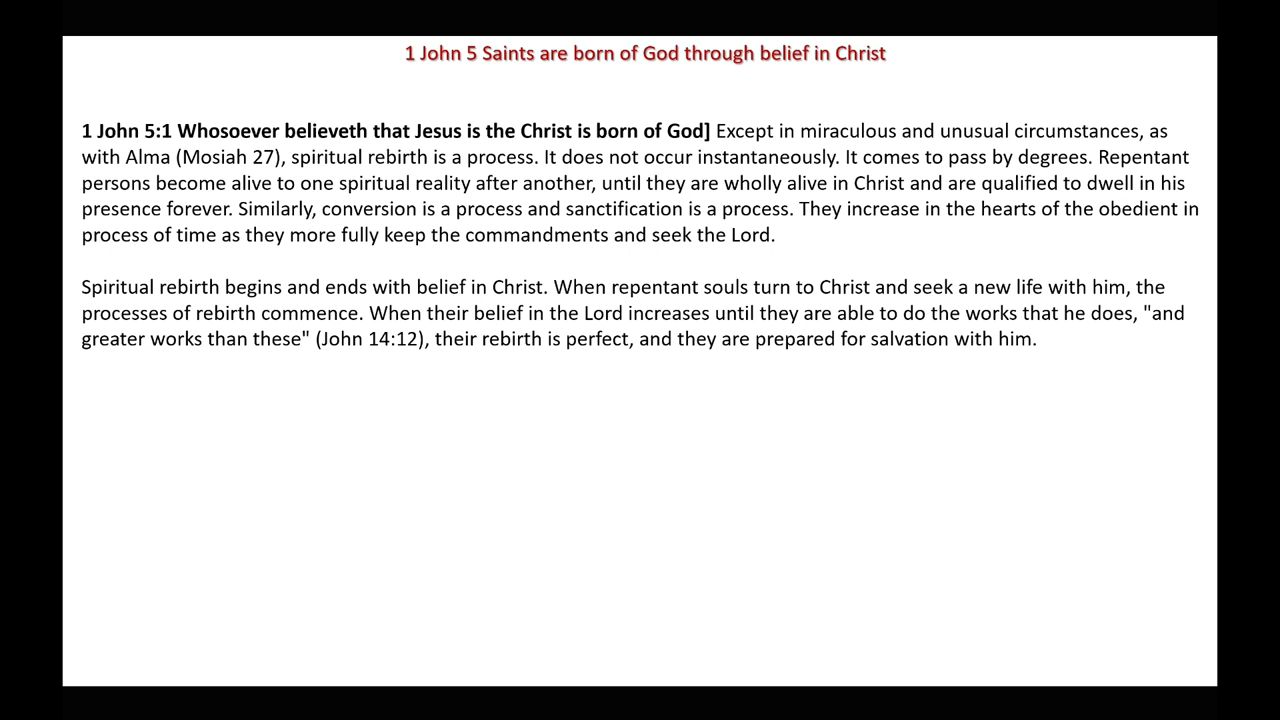 1 John 5 Saints are born of God through belief in Christ
1 John 5:1 Whosoever believeth that Jesus is the Christ is born of God] Except in miraculous and unusual circumstances, as
with Alma (Mosiah 27), spiritual rebirth is a process. It does not occur instantaneously. It comes to pass by degrees. Repentant
persons become alive to one spiritual reality after another, until they are wholly alive in Christ and are qualified to dwell in his
presence forever. Similarly, conversion is a process and sanctification is a process. They increase in the hearts of the obedient in
process of time as they more fully keep the commandments and seek the Lord.
Spiritual rebirth begins and ends with belief in Christ. When repentant souls turn to Christ and seek a new life with him, the
processes of rebirth commence. When their belief in the Lord increases until they are able to do the works that he does, "and
greater works than these" (John 14:12), their rebirth is perfect, and they are prepared for salvation with him.